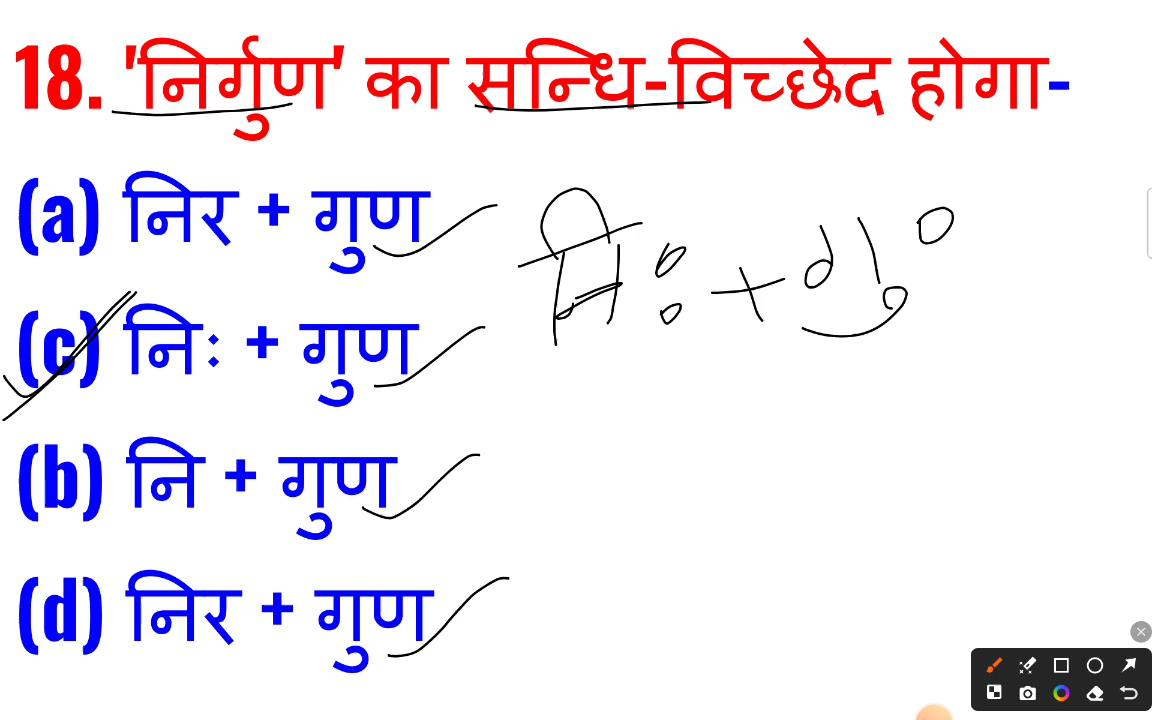 18. 'निर्गुण' का सन्धि-विच्छेद होगा-
(a) निर + गुण
(c) निः + गुण
(b) नि + गुण
(d) निर + गुण